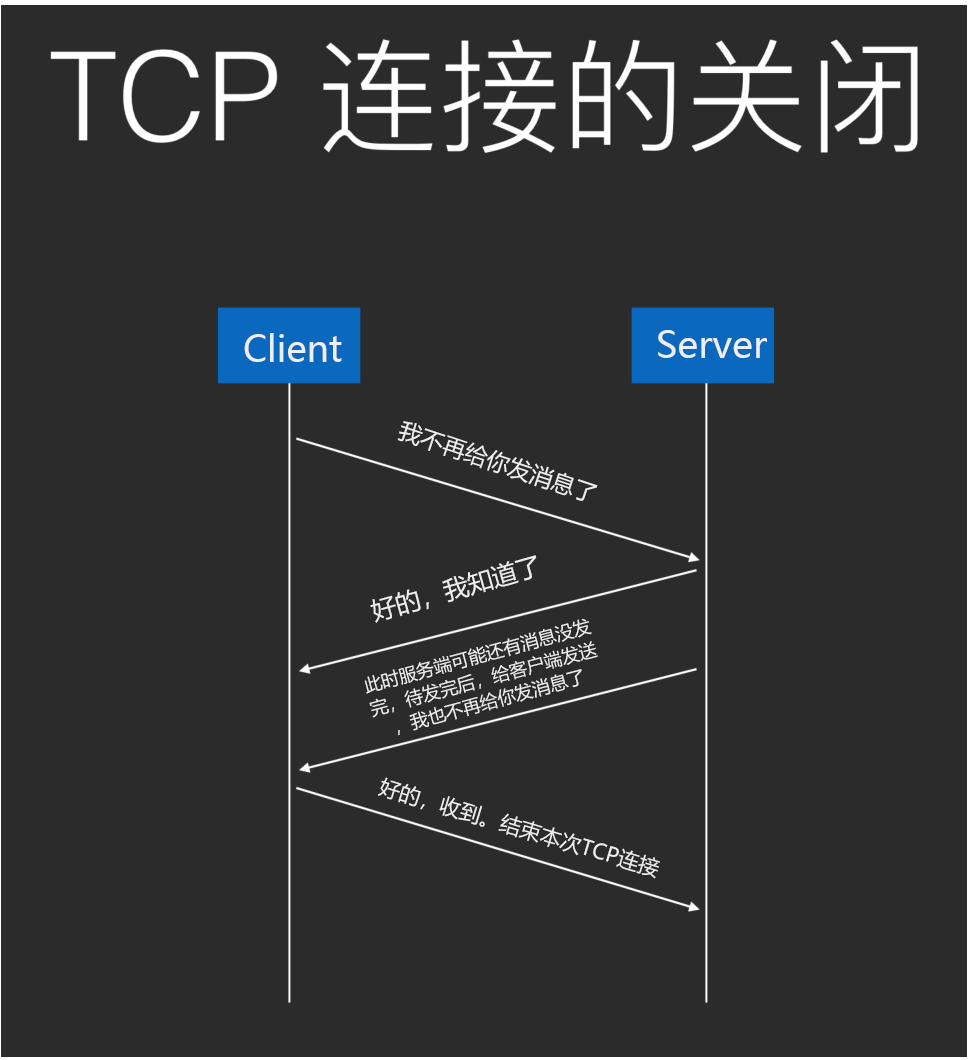 TCP 连接的关闭
Client
Server
我不再给你发消息了
好的，我知道了
此时服务端可能还有消息没发
完，待发完后，给客户端发送
，我也不再给你发消息了
好的，收到。结束本次TCP连接